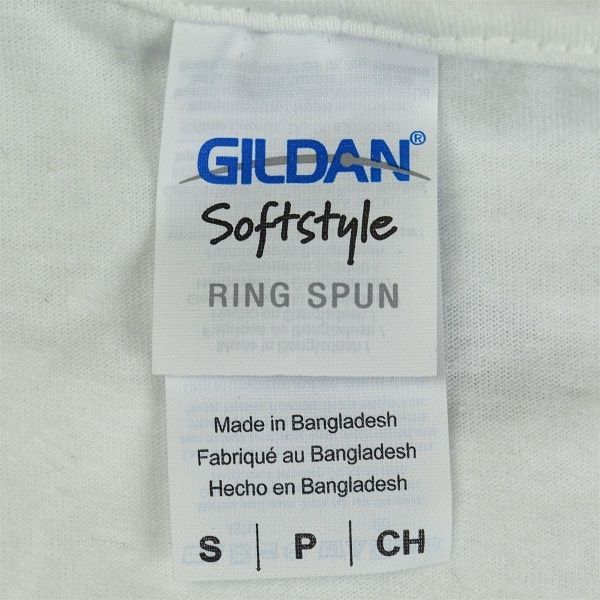 GILDAN®
Softstyle
RING SPUN
Made in Bangladesh
Fabriqué au Bangladesh
Hecho en Bangladesh
S | P | CH